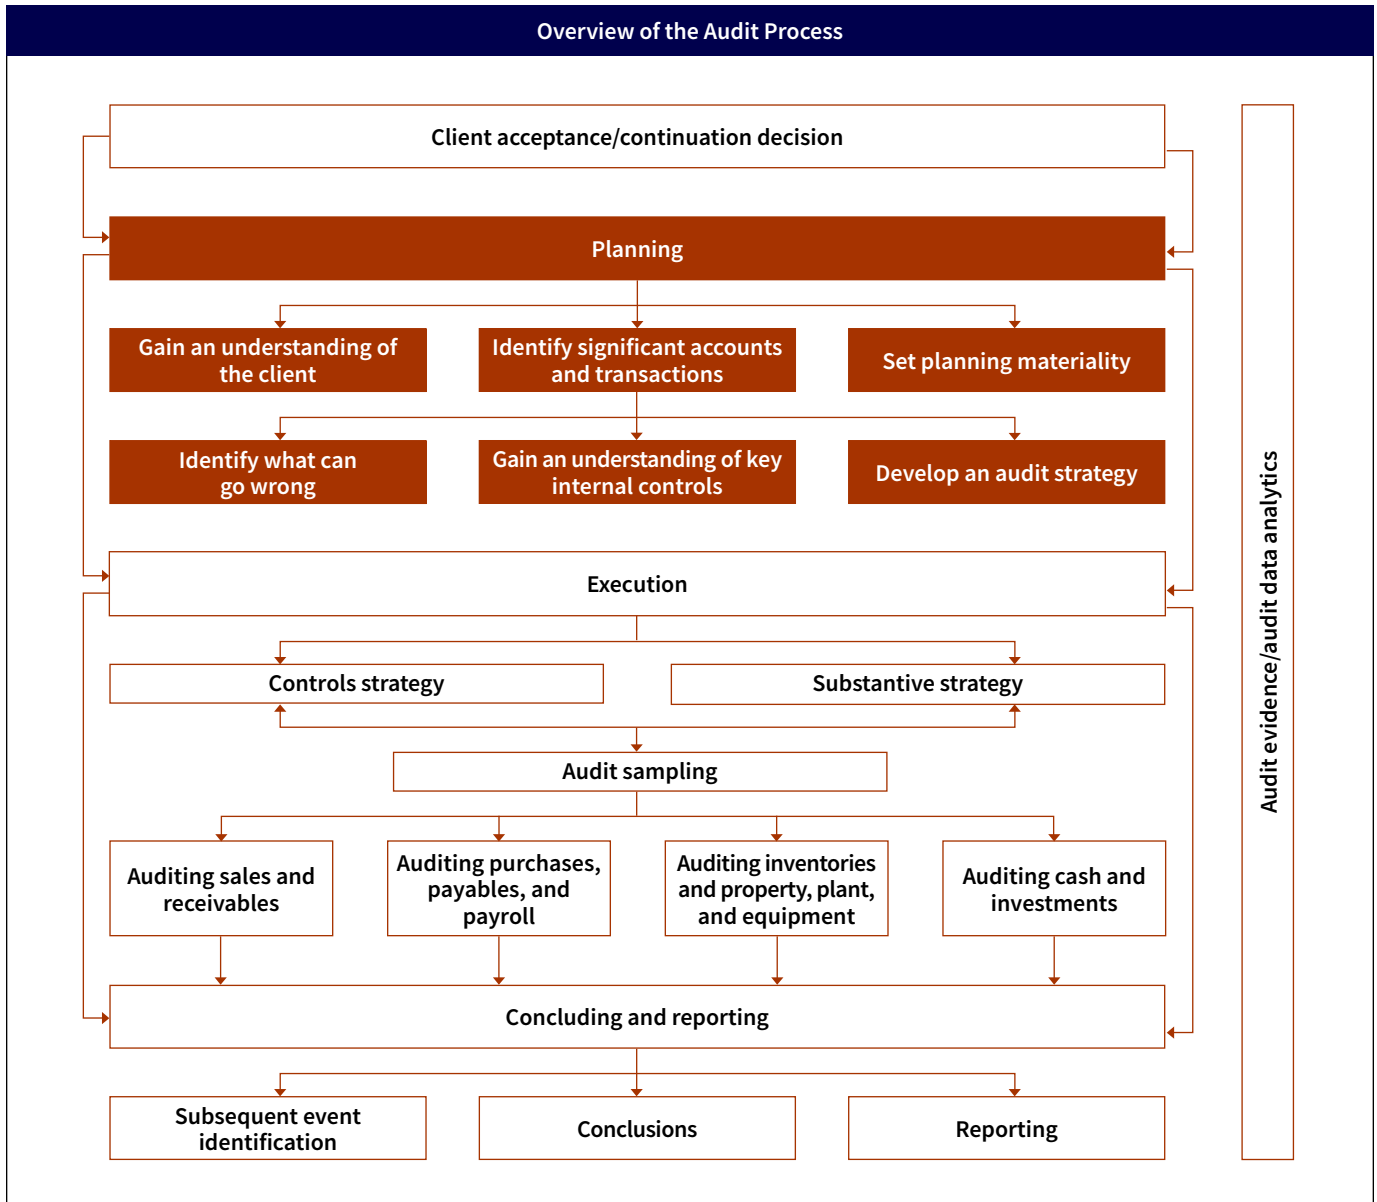 Overview of the Audit Process
Client acceptance/continuation decision
Planning
Gain an understanding of
the client
Identify significant accounts
and transactions
Set planning materiality
Identify what can
go wrong
Gain an understanding of key
internal controls
Develop an audit strategy
Execution
Controls strategy
Substantive strategy
Audit sampling
Auditing sales and
receivables
Auditing purchases,
payables, and
payroll
Auditing inventories
and property, plant,
and equipment
Auditing cash and
investments
Concluding and reporting
Subsequent event
identification
Conclusions
Reporting
Audit evidence/audit data analytics